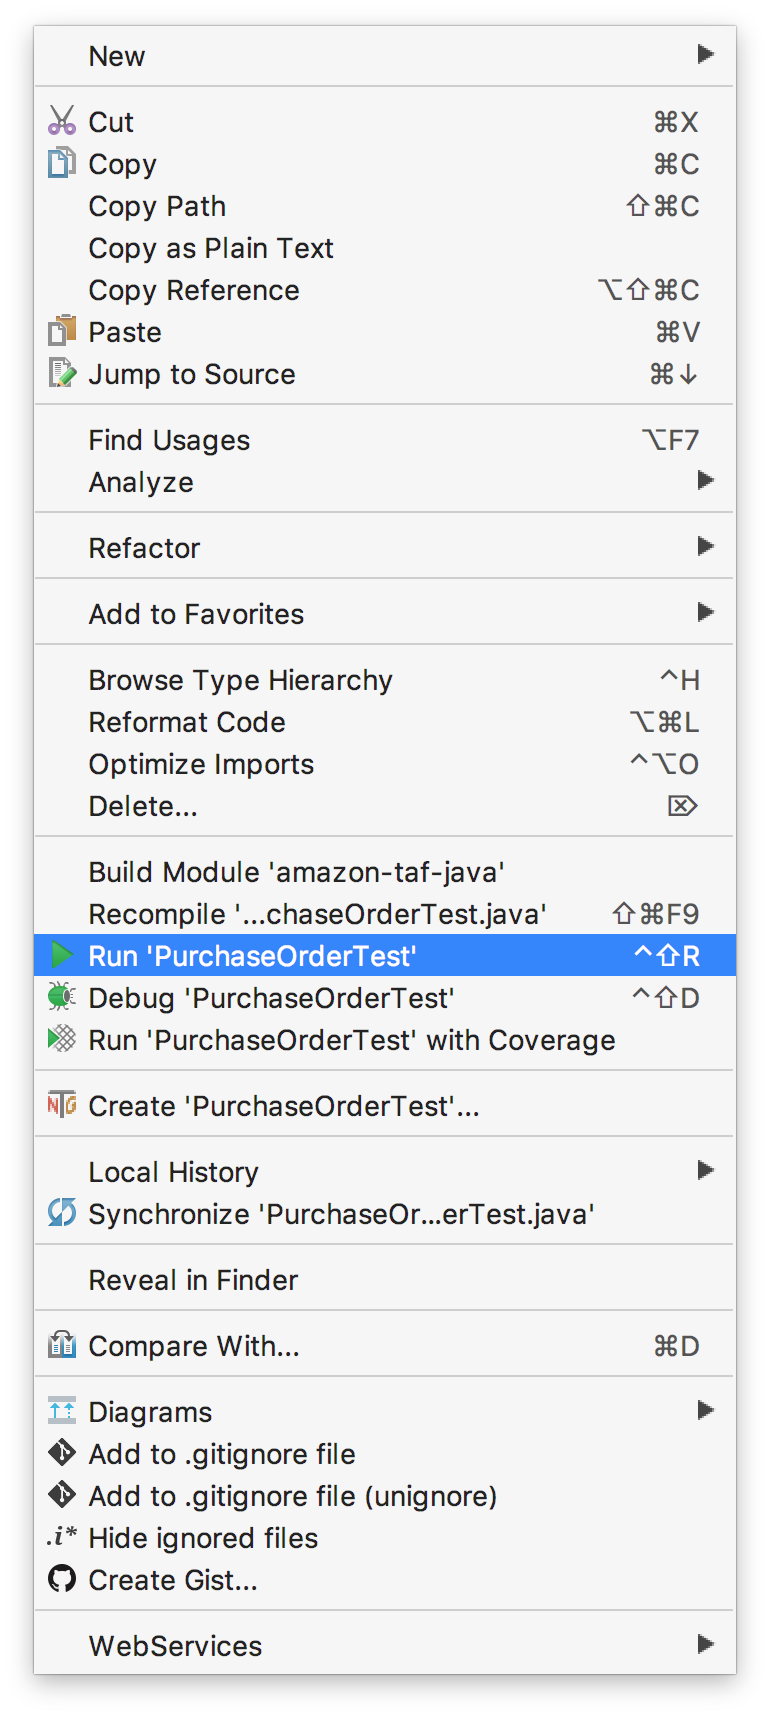 New
Cut ⌘X
Copy ⌘C
Copy Path ⇧⌘C
Copy as Plain Text
Copy Reference ⌥⇧⌘C
Paste ⌘V
Jump to Source ⌘↓
Find Usages ⌥F7
Analyze
Refactor
Add to Favorites
Browse Type Hierarchy ^H
Reformat Code ⌥⌘L
Optimize Imports ^⌥O
Delete... ⌦
Build Module 'amazon-taf-java'
Recompile '...chaseOrderTest.java' ⇧⌘F9
Run 'PurchaseOrderTest' ^⇧R
Debug 'PurchaseOrderTest' ^⇧D
Run 'PurchaseOrderTest' with Coverage
NTG Create 'PurchaseOrderTest'...
Local History
Synchronize 'PurchaseOr...erTest.java'
Reveal in Finder
Compare With... ⌘D
Diagrams
Add to .gitignore file
Add to .gitignore file (unignore)
.i* Hide ignored files
Create Gist...
WebServices